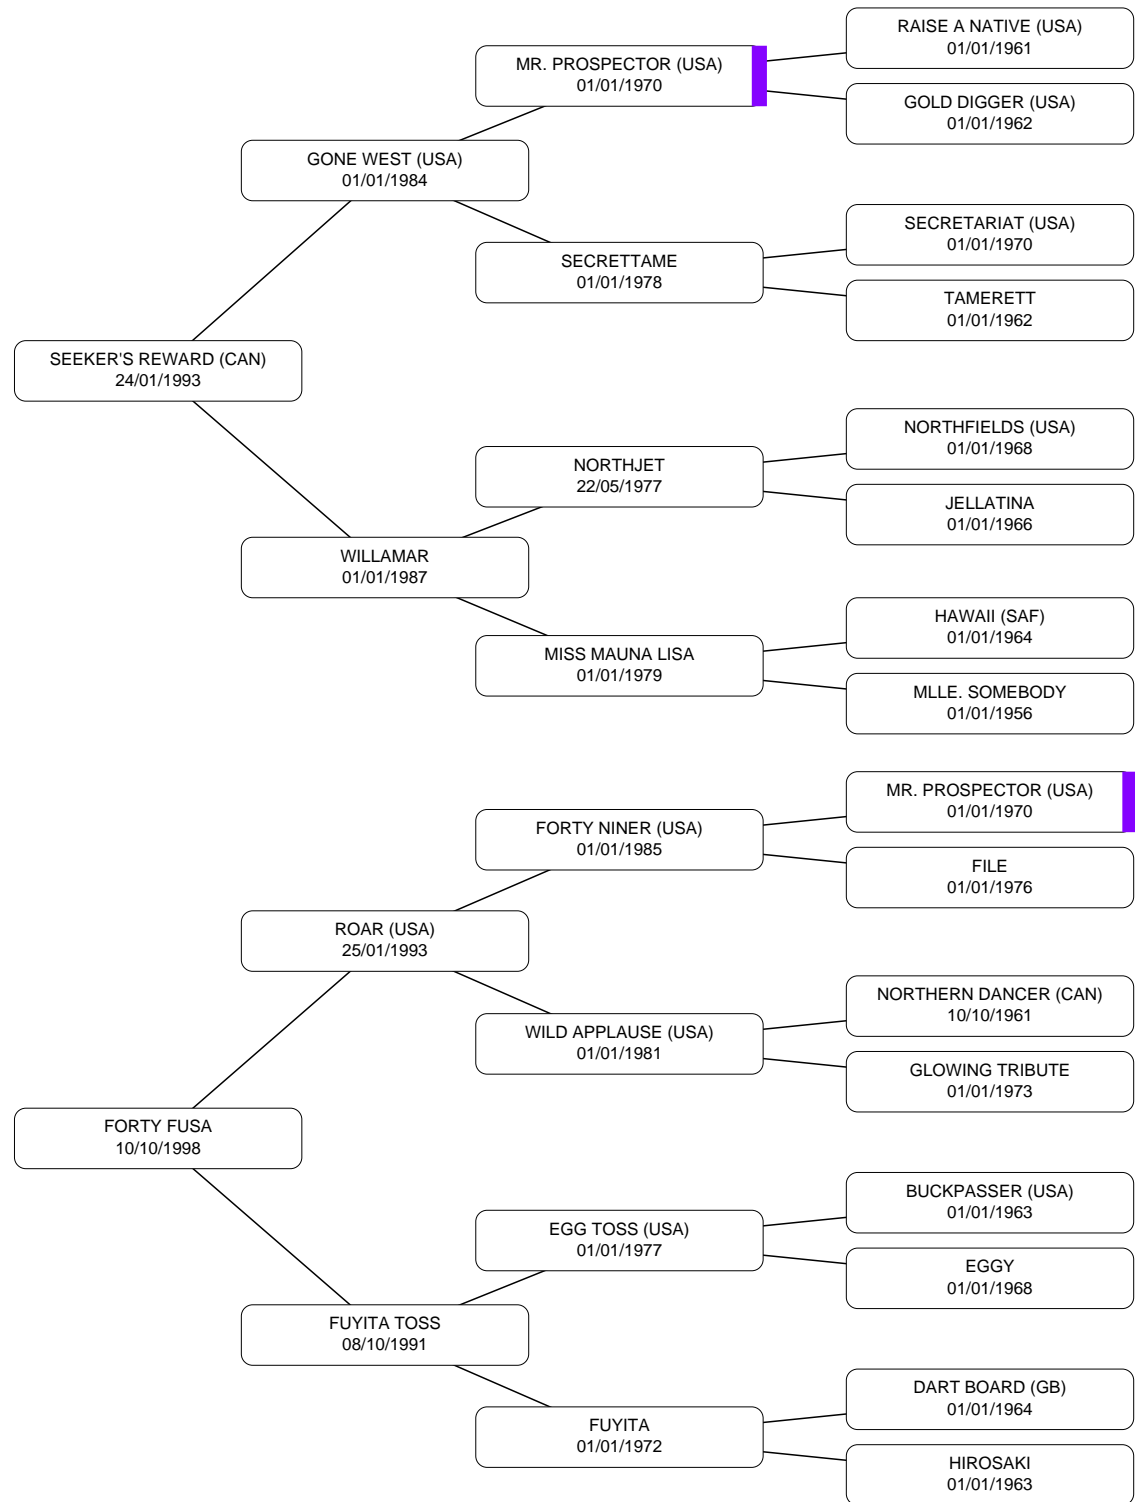 RAISE A NATIVE (USA)
01/01/1961
MR. PROSPECTOR (USA)
01/01/1970
GOLD DIGGER (USA)
01/01/1962
GONE WEST (USA)
01/01/1984
SECRETARIAT (USA)
01/01/1970
SECRETTAME
01/01/1978
TAMERETT
01/01/1962
SEEKER'S REWARD (CAN)
24/01/1993
NORTHFIELDS (USA)
01/01/1968
NORTHJET
22/05/1977
JELLATINA
01/01/1966
WILLAMAR
01/01/1987
HAWAII (SAF)
01/01/1964
MISS MAUNA LISA
01/01/1979
MLLE. SOMEBODY
01/01/1956
MR. PROSPECTOR (USA)
01/01/1970
FORTY NINER (USA)
01/01/1985
FILE
01/01/1976
ROAR (USA)
25/01/1993
NORTHERN DANCER (CAN)
10/10/1961
WILD APPLAUSE (USA)
01/01/1981
GLOWING TRIBUTE
01/01/1973
FORTY FUSA
10/10/1998
BUCKPASSER (USA)
01/01/1963
EGG TOSS (USA)
01/01/1977
EGGY
01/01/1968
FUYITA TOSS
08/10/1991
DART BOARD (GB)
01/01/1964
FUYITA
01/01/1972
HIROSAKI
01/01/1963